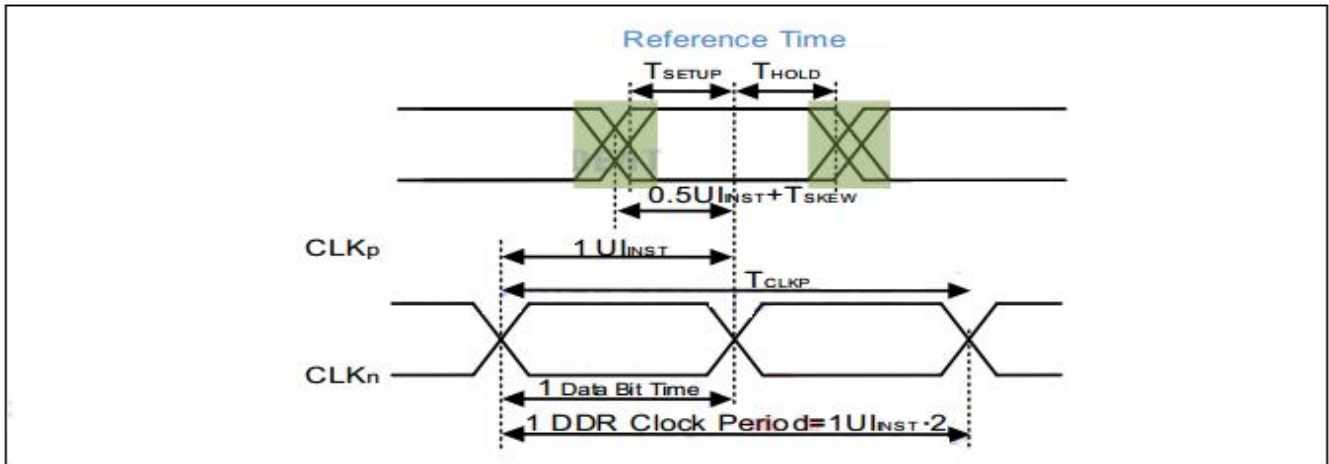 Reference Time
TSETUP THOLD
0.5UIINST+TSKEW
CLKp
1 UIINST
TCLKP
CLKn
1 Data Bit Time
1 DDR Clock Period=1UIINST·2